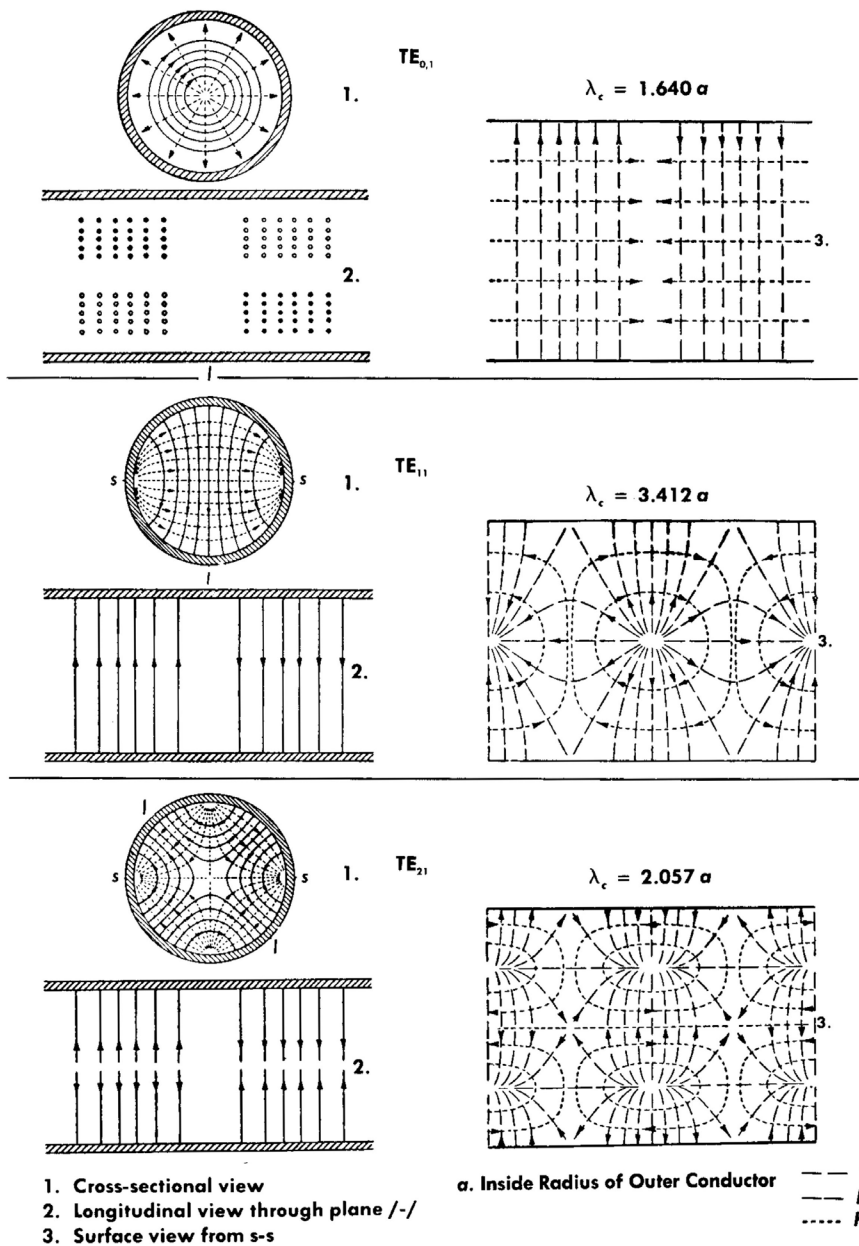 TE₀,₁
1.
λc = 1.640 a
2.
3.
l
TE₁₁
s s
1.
λc = 3.412 a
l
2.
3.
TE₂₁
l
s s
1.
λc = 2.057 a
l
2.
3.
1. Cross-sectional view
2. Longitudinal view through plane l-l
3. Surface view from s-s
a. Inside Radius of Outer Conductor